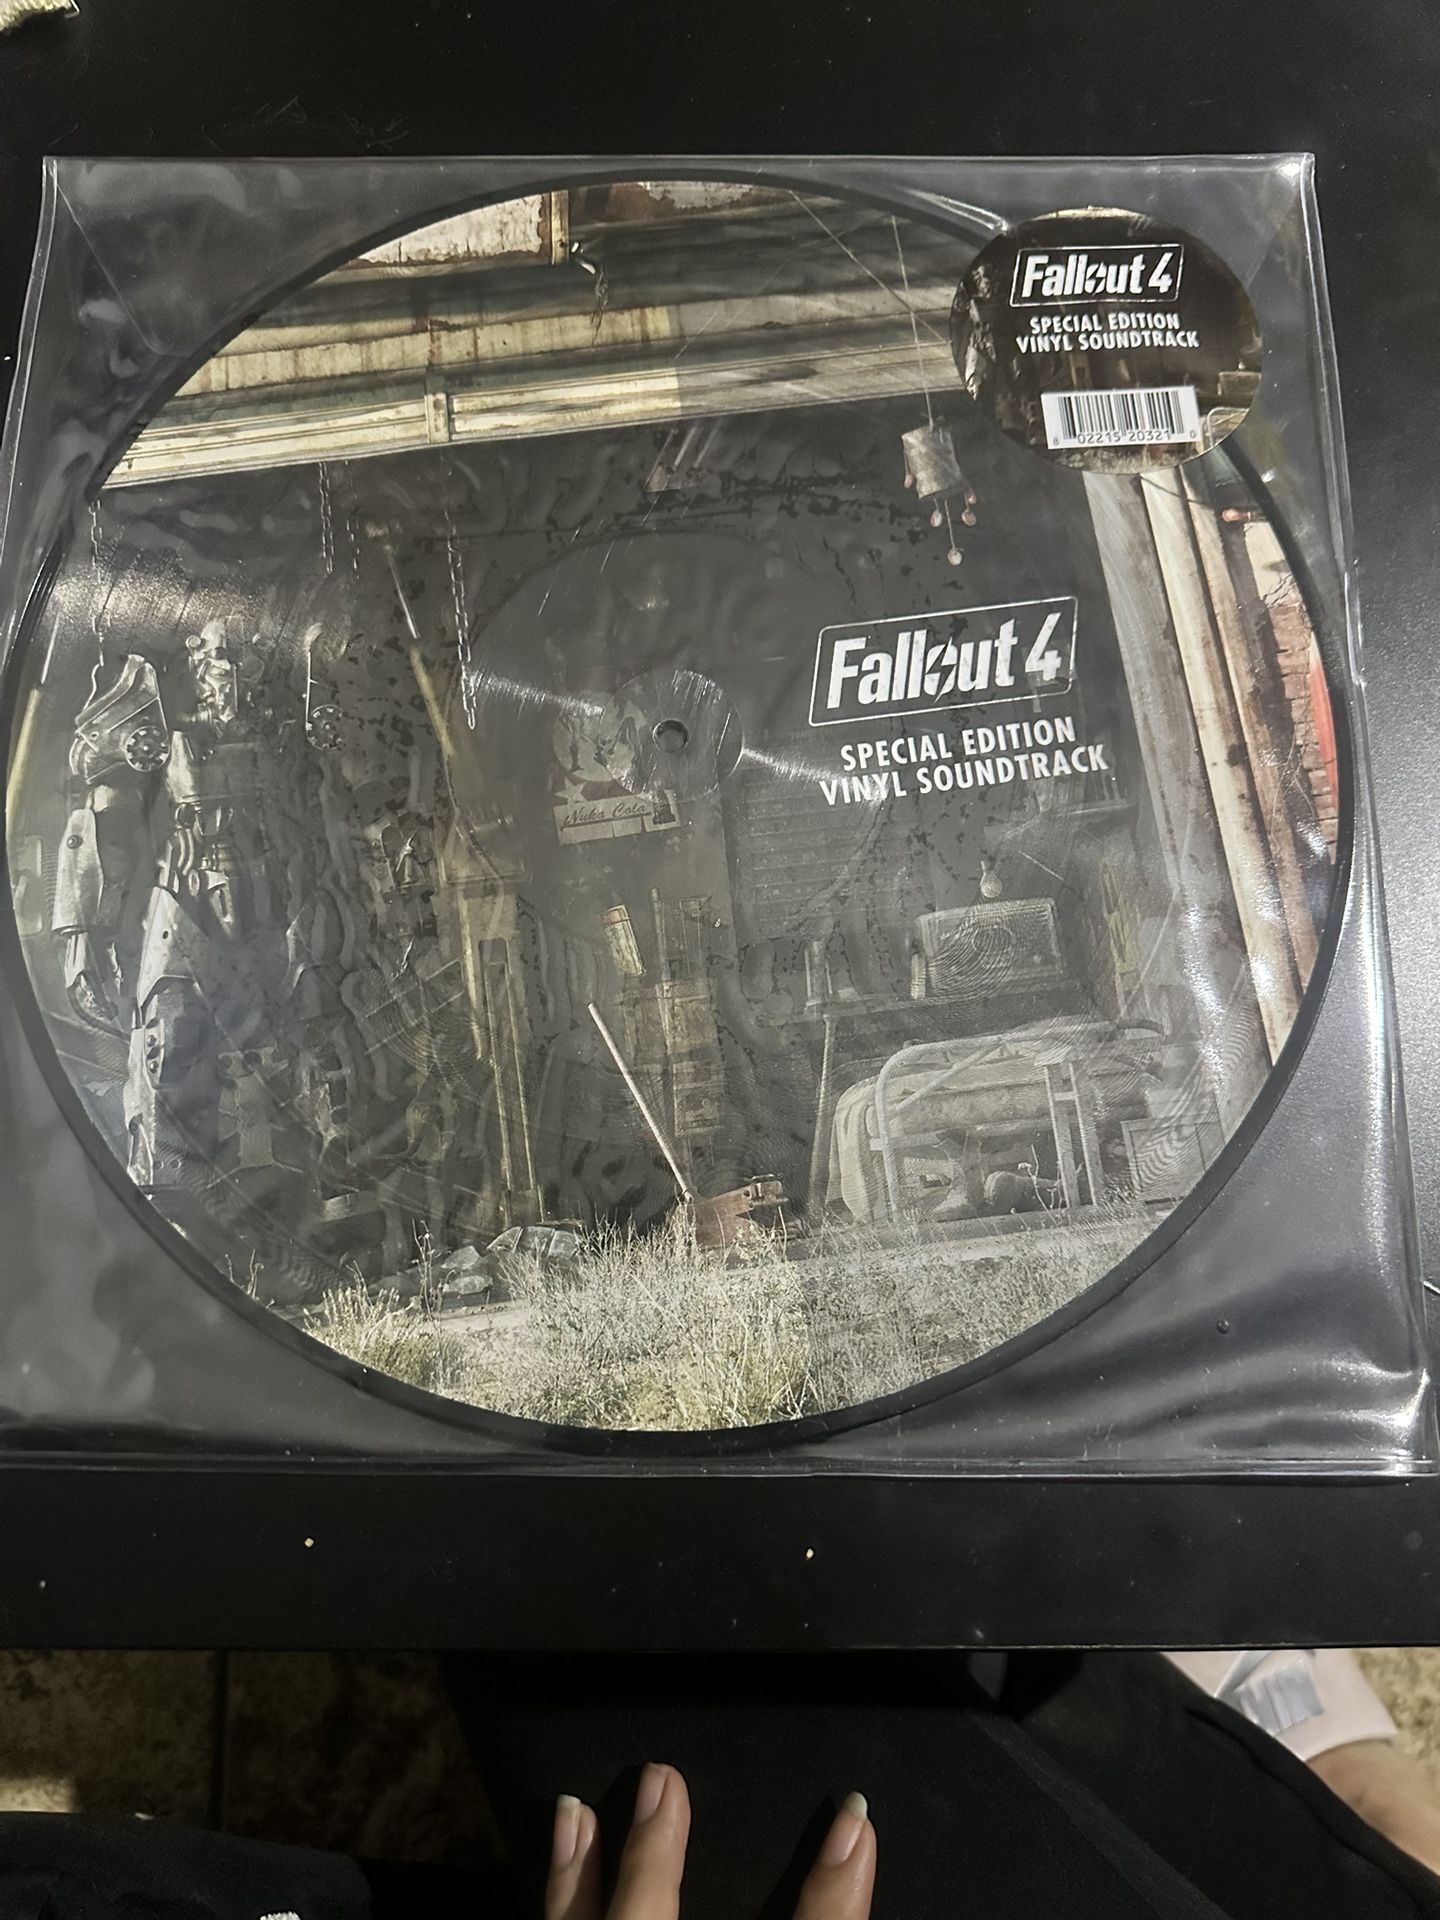 Fallout 4
SPECIAL EDITION
VINYL SOUNDTRACK
8 02215 20321 0
Fallout 4
SPECIAL EDITION
VINYL SOUNDTRACK
Nuka Cola